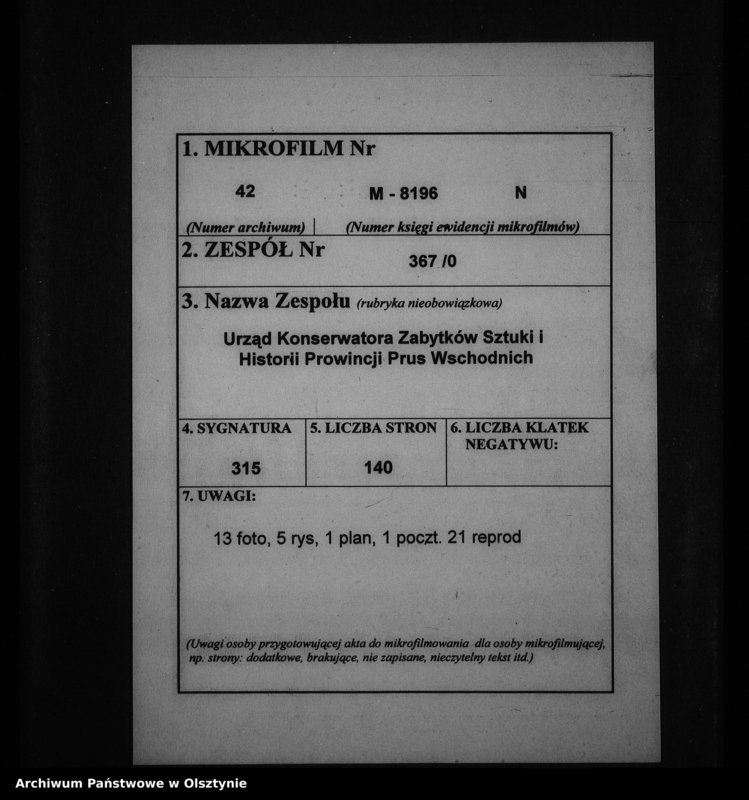 1. MIKROFILM Nr
42 M - 8196 N
(Numer archiwum) (Numer księgi ewidencji mikrofilmów)
2. ZESPÓŁ Nr
367 /0
3. Nazwa Zespołu (rubryka nieobowiązkowa)
Urząd Konserwatora Zabytków Sztuki i
Historii Prowincji Prus Wschodnich
4. SYGNATURA
315
5. LICZBA STRON
140
6. LICZBA KLATEK
NEGATYWU:
7. UWAGI:
13 foto, 5 rys, 1 plan, 1 poczt. 21 reprod
(Uwagi osoby przygotowującej akta do mikrofilmowania dla osoby mikrofilmującej,
np. strony: dodatkowe, brakujące, nie zapisane, nieczytelny tekst itd.)
Archiwum Państwowe w Olsztynie